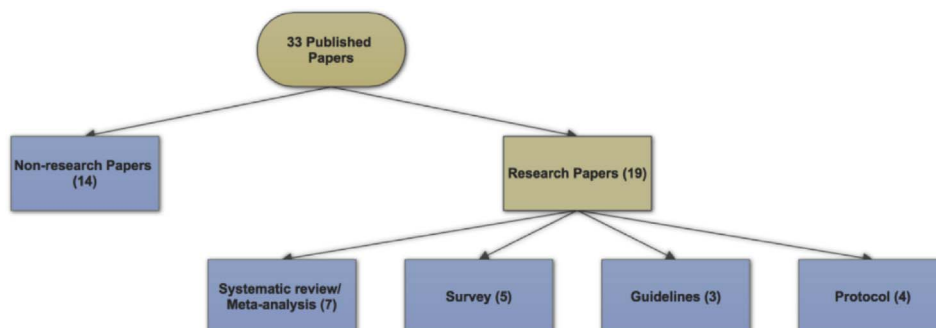 33 Published
Papers
Non-research Papers
(14)
Research Papers (19)
Systematic review/
Meta-analysis (7)
Survey (5)
Guidelines (3)
Protocol (4)